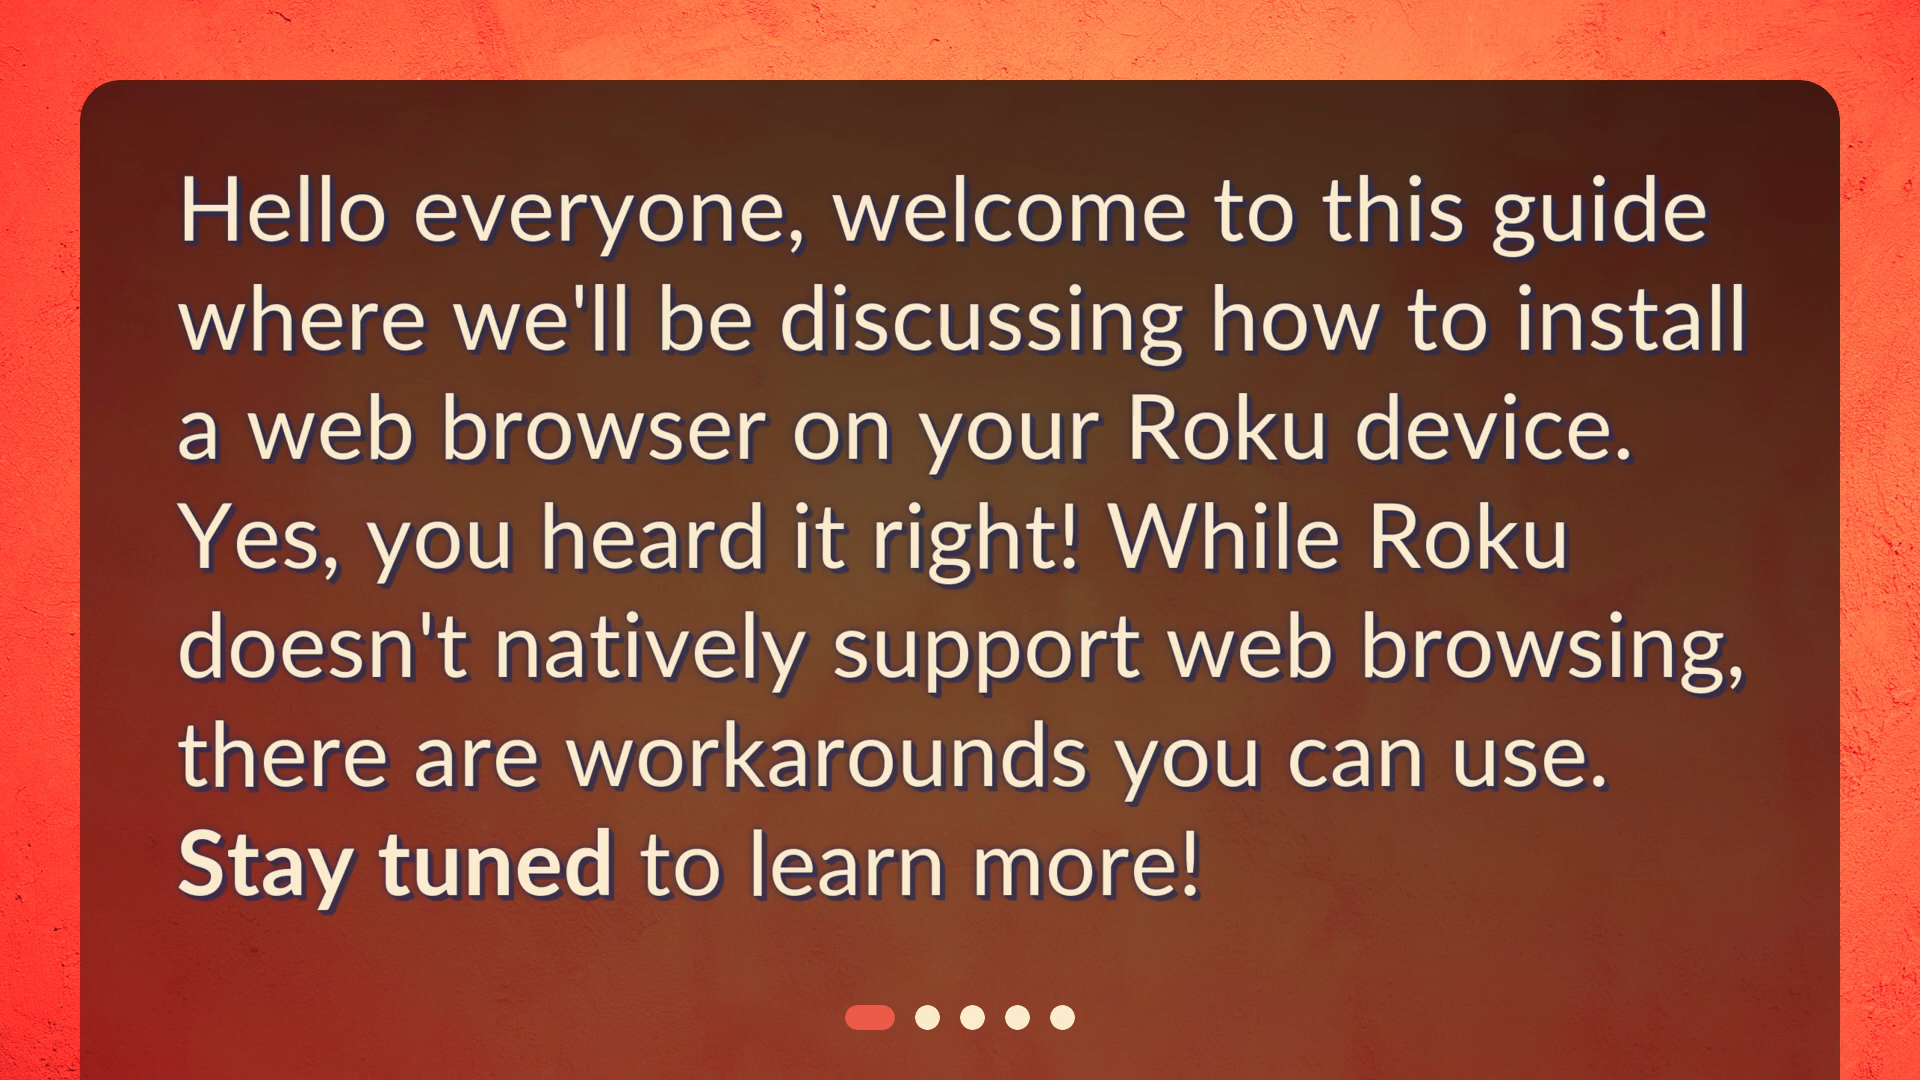 Hello everyone, welcome to this guide
where we'll be discussing how to install
a web browser on your Roku device.
Yes, you heard it right! While Roku
doesn't natively support web browsing,
there are workarounds you can use.
Stay tuned to learn more!